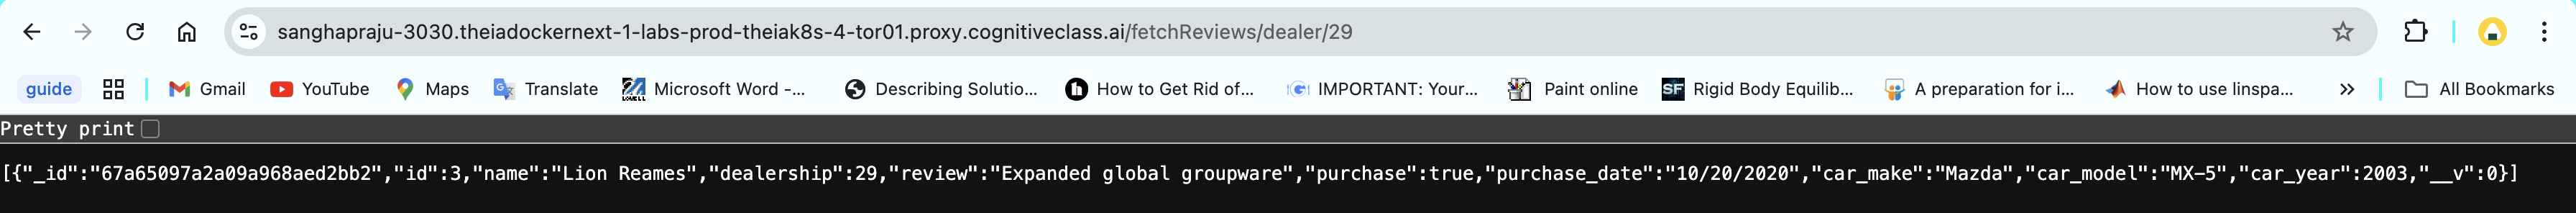 sanghapraju-3030.theiadockernext-1-labs-prod-theiak8s-4-tor01.proxy.cognitiveclass.ai/fetchReviews/dealer/29
guide Gmail YouTube Maps Translate Microsoft Word -... Describing Solutio... How to Get Rid of... IMPORTANT: Your... Paint online SF Rigid Body Equilib... A preparation for i... How to use linspa... » All Bookmarks
Pretty print
[{"_id":"67a65097a2a09a968aed2bb2","id":3,"name":"Lion Reames","dealership":29,"review":"Expanded global groupware","purchase":true,"purchase_date":"10/20/2020","car_make":"Mazda","car_model":"MX-5","car_year":2003,"__v":0}]